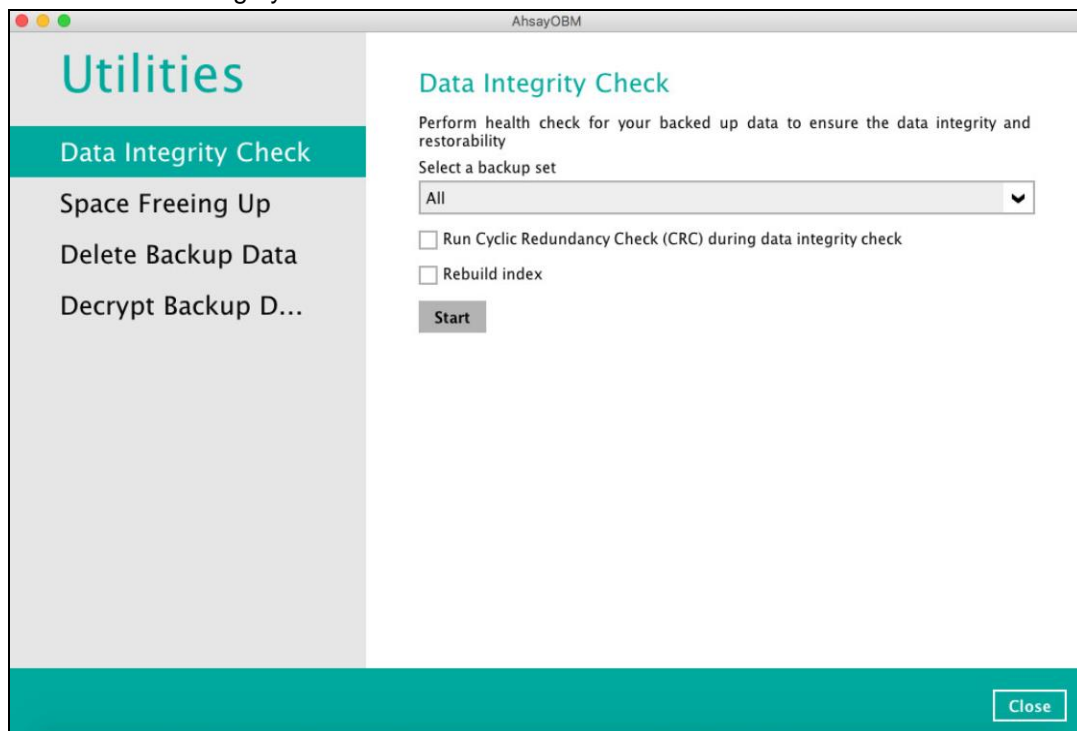 AhsayOBM
Utilities
Data Integrity Check
Space Freeing Up
Delete Backup Data
Decrypt Backup D...
Data Integrity Check
Perform health check for your backed up data to ensure the data integrity and
restorability
Select a backup set
All
Run Cyclic Redundancy Check (CRC) during data integrity check
Rebuild index
Start
Close